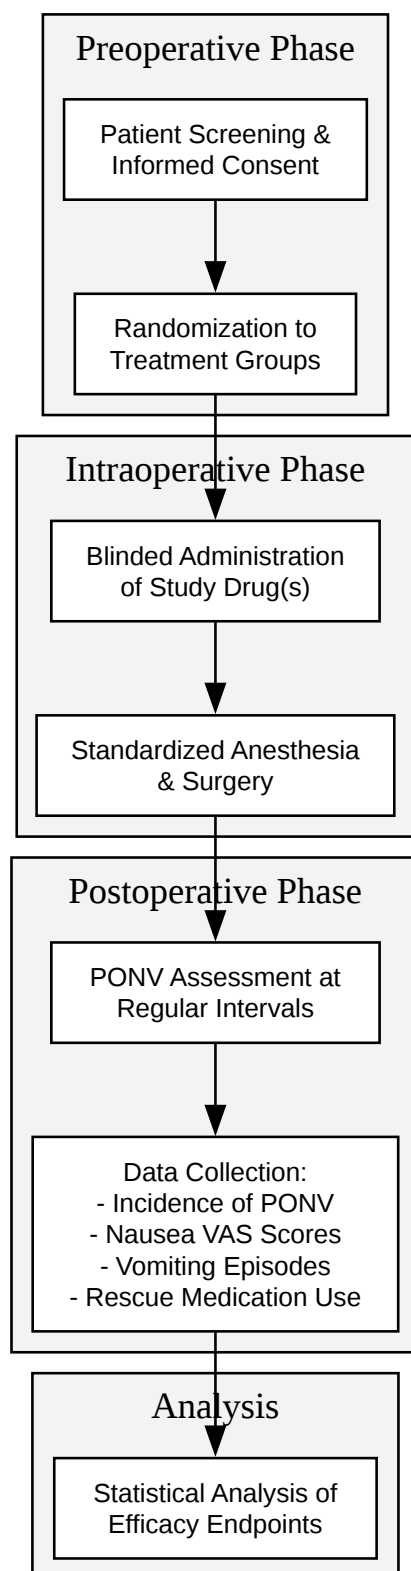 Preoperative Phase
Patient Screening &
Informed Consent
Randomization to
Treatment Groups
Intraoperative Phase
Blinded Administration
of Study Drug(s)
Standardized Anesthesia
& Surgery
Postoperative Phase
PONV Assessment at
Regular Intervals
Data Collection:
- Incidence of PONV
- Nausea VAS Scores
- Vomiting Episodes
- Rescue Medication Use
Analysis
Statistical Analysis of
Efficacy Endpoints